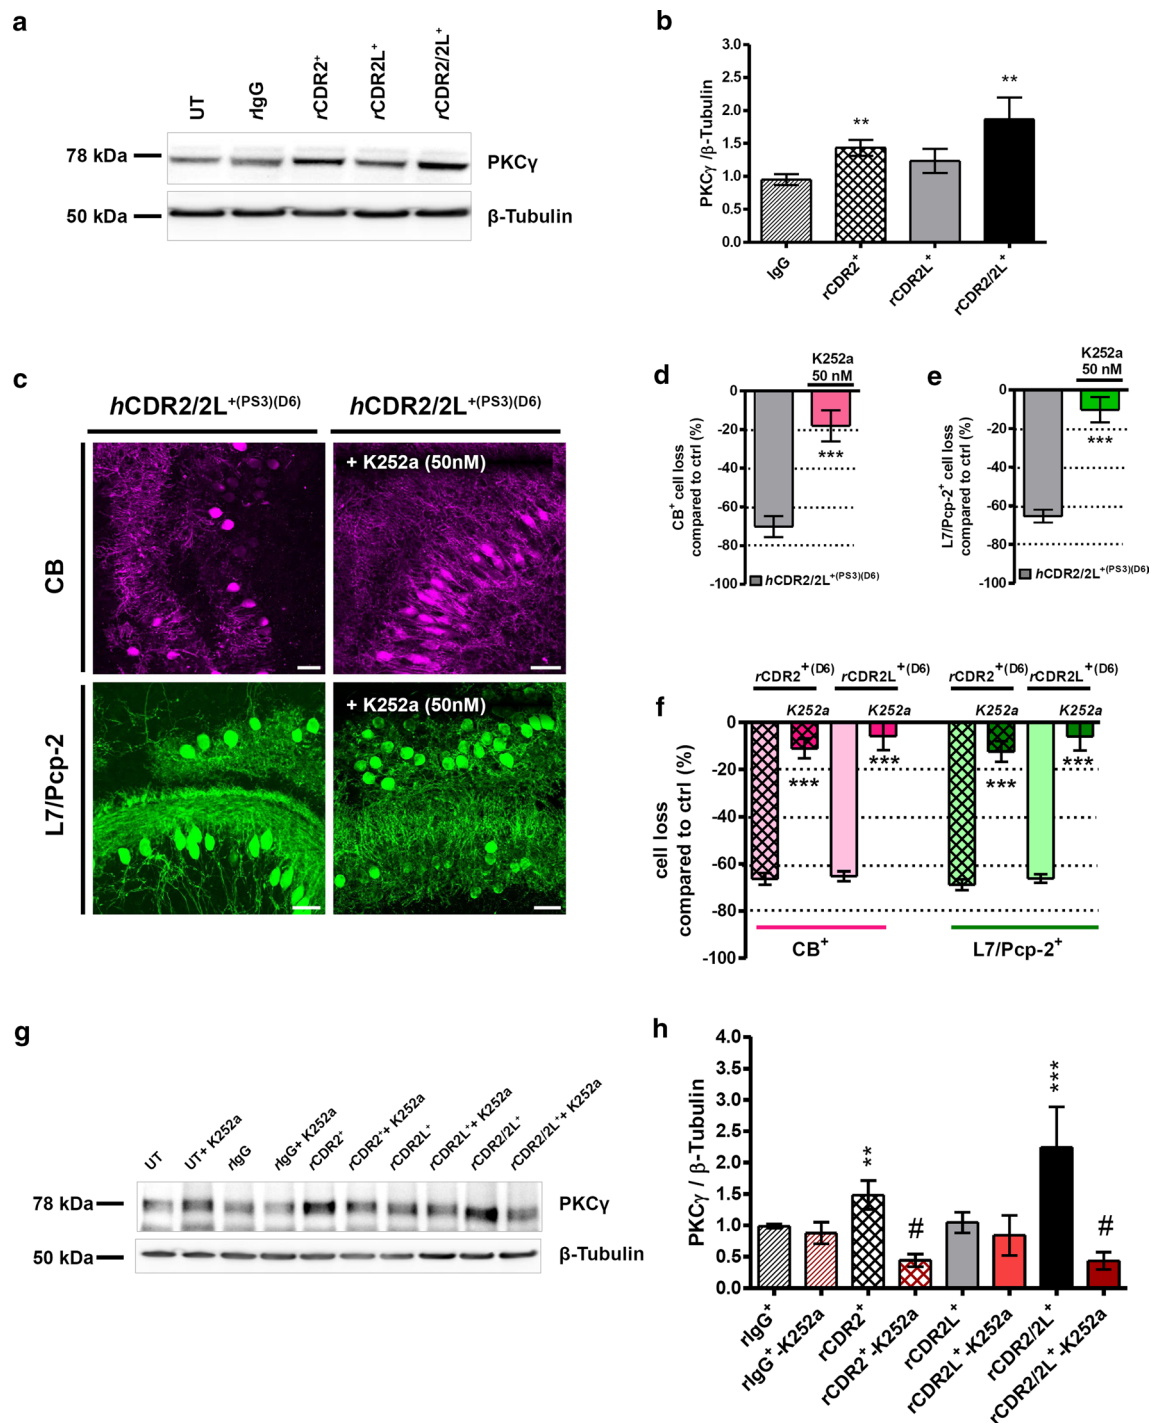 a
UT
rIgG
rCDR2+
rCDR2L+
rCDR2/2L+
78 kDa
PKCγ
50 kDa
β-Tubulin
b
PKCγ /β-Tubulin
3.0
2.5
2.0
1.5
1.0
0.5
0.0
**
**
IgG
rCDR2+
rCDR2L+
rCDR2/2L+
c
hCDR2/2L+(PS3)(D6)
hCDR2/2L+(PS3)(D6)
CB
+ K252a (50nM)
L7/Pcp-2
+ K252a (50nM)
d
K252a
50 nM
CB+ cell loss
compared to ctrl (%)
0
-20
-40
-60
-80
-100
***
hCDR2/2L+(PS3)(D6)
e
K252a
50 nM
L7/Pcp-2+ cell loss
compared to ctrl (%)
0
-20
-40
-60
-80
-100
***
hCDR2/2L+(PS3)(D6)
f
rCDR2+(D6)
rCDR2L+(D6)
rCDR2+(D6)
rCDR2L+(D6)
K252a
K252a
K252a
K252a
cell loss
compared to ctrl (%)
0
-20
-40
-60
-80
-100
***
***
***
***
CB+
L7/Pcp-2+
g
UT
UT+ K252a
rIgG
rIgG+ K252a
rCDR2+
rCDR2++ K252a
rCDR2L+
rCDR2L++ K252a
rCDR2/2L+
rCDR2/2L++ K252a
78 kDa
PKCγ
50 kDa
β-Tubulin
h
PKCγ / β-Tubulin
4.0
3.5
3.0
2.5
2.0
1.5
1.0
0.5
0.0
**
#
***
#
rIgG+
rIgG+-K252a
rCDR2+
rCDR2+-K252a
rCDR2L+
rCDR2L+-K252a
rCDR2/2L+
rCDR2/2L+-K252a